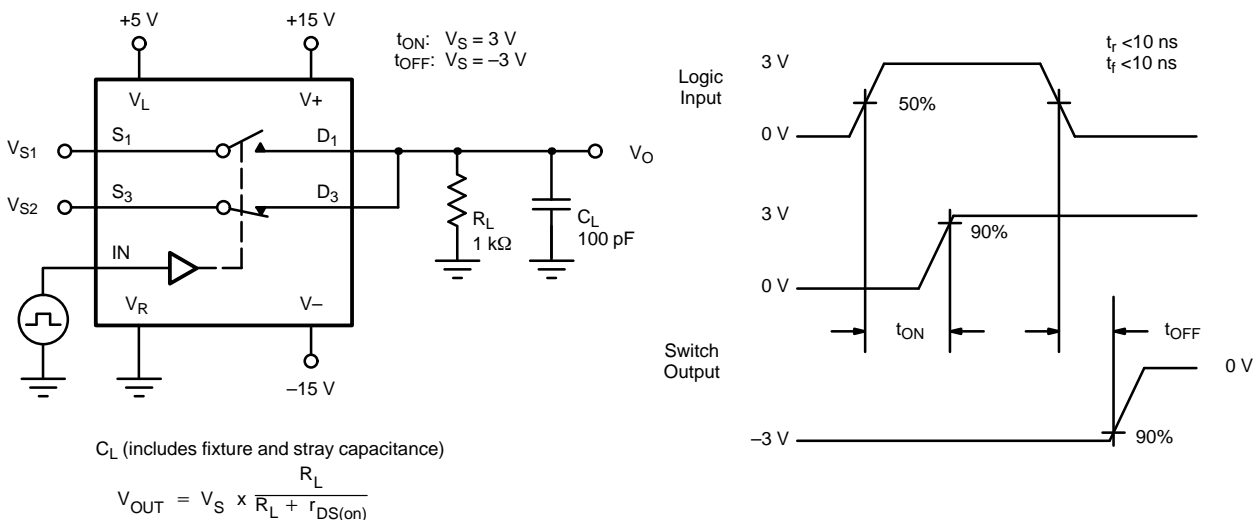 +5 V
+15 V
tON: VS = 3 V
tOFF: VS = –3 V
VL
V+
VS1
S1
D1
VO
VS2
S3
D3
RL
1 kΩ
CL
100 pF
IN
VR
V–
–15 V
CL (includes fixture and stray capacitance)
VOUT = VS x RL / RL + rDS(on)
Logic
Input
3 V
0 V
50%
tr <10 ns
tf <10 ns
3 V
0 V
90%
tON
tOFF
Switch
Output
0 V
–3 V
90%